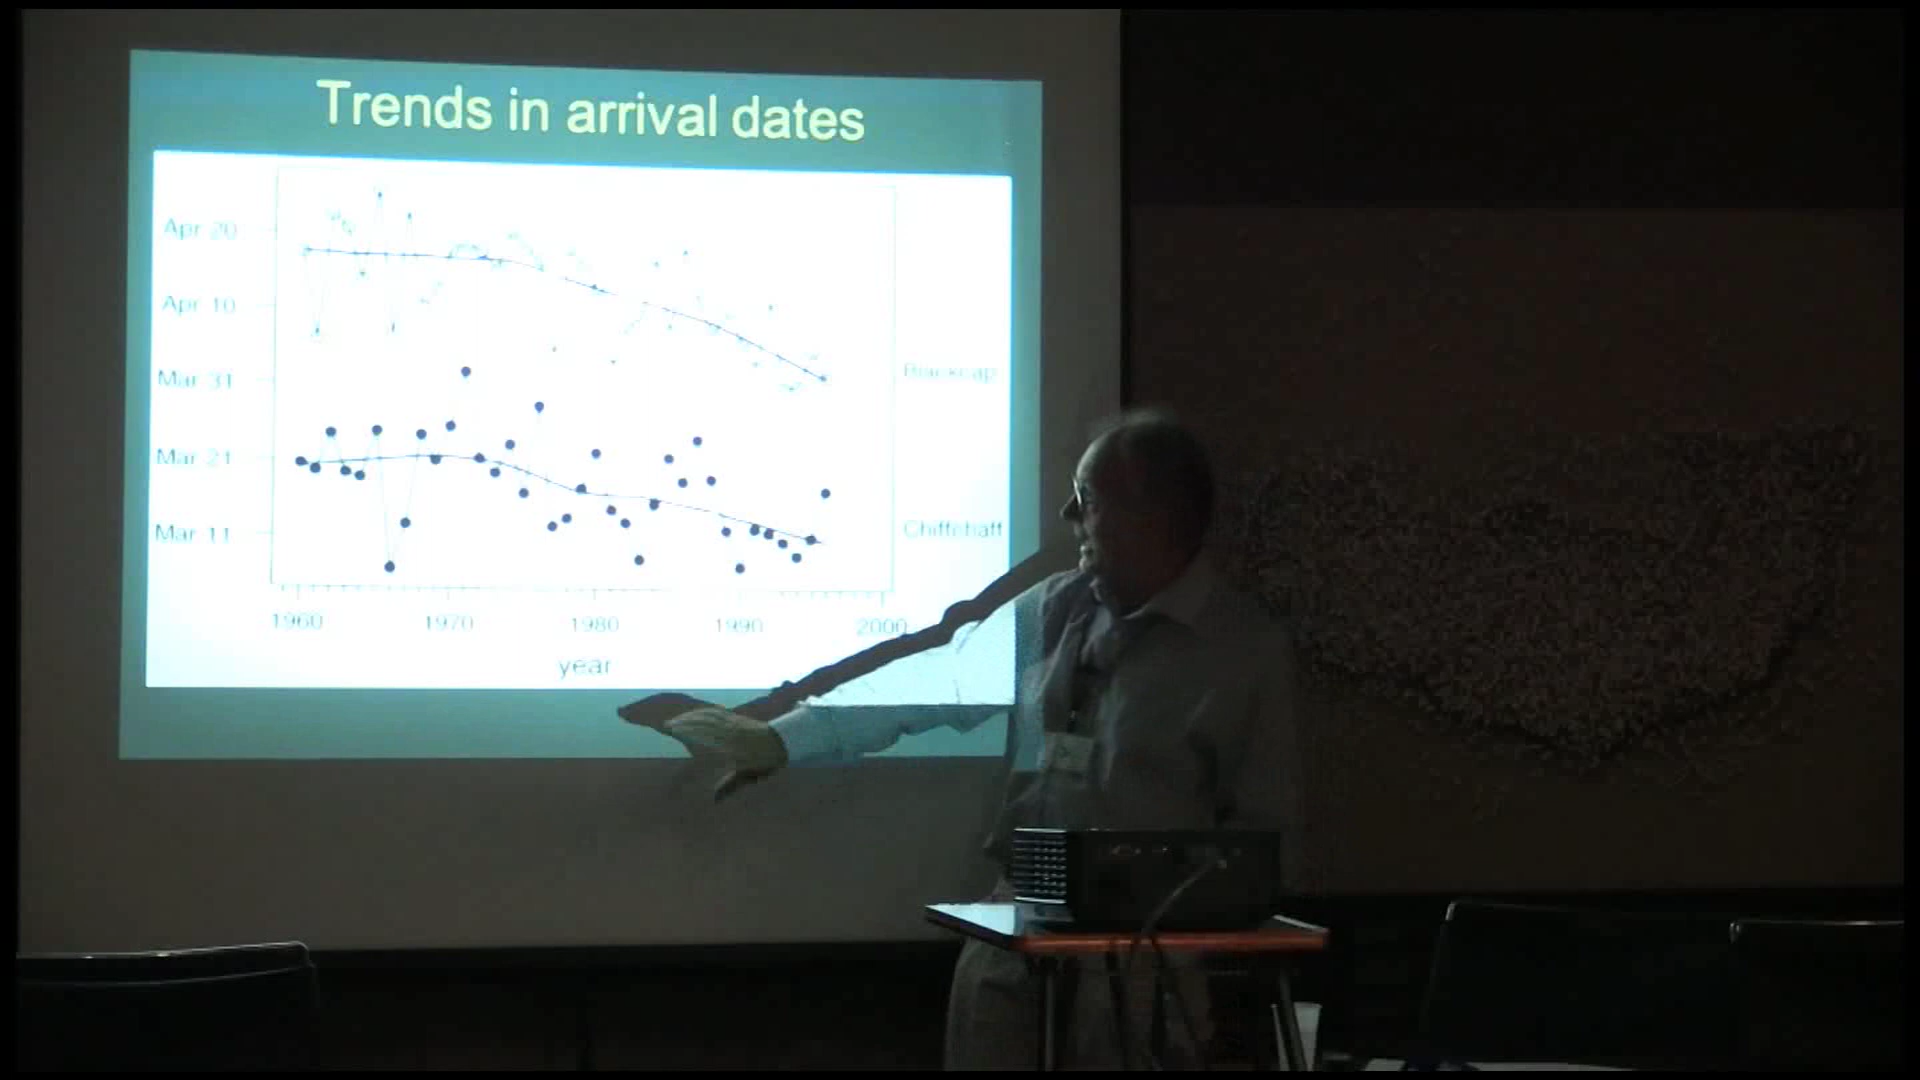 Trends in arrival dates
Apr 20
Apr 10
Mar 31
Blackcap
Mar 21
Mar 11
Chiffchaff
1960 1970 1980 1990 2000
year